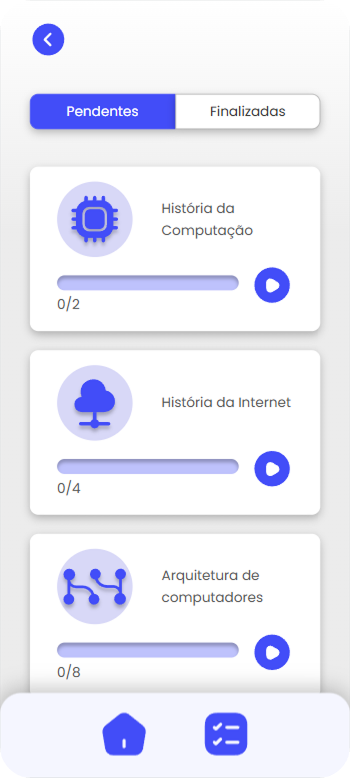 Pendentes
Finalizadas
História da
Computação
0/2
História da Internet
0/4
Arquitetura de
computadores
0/8